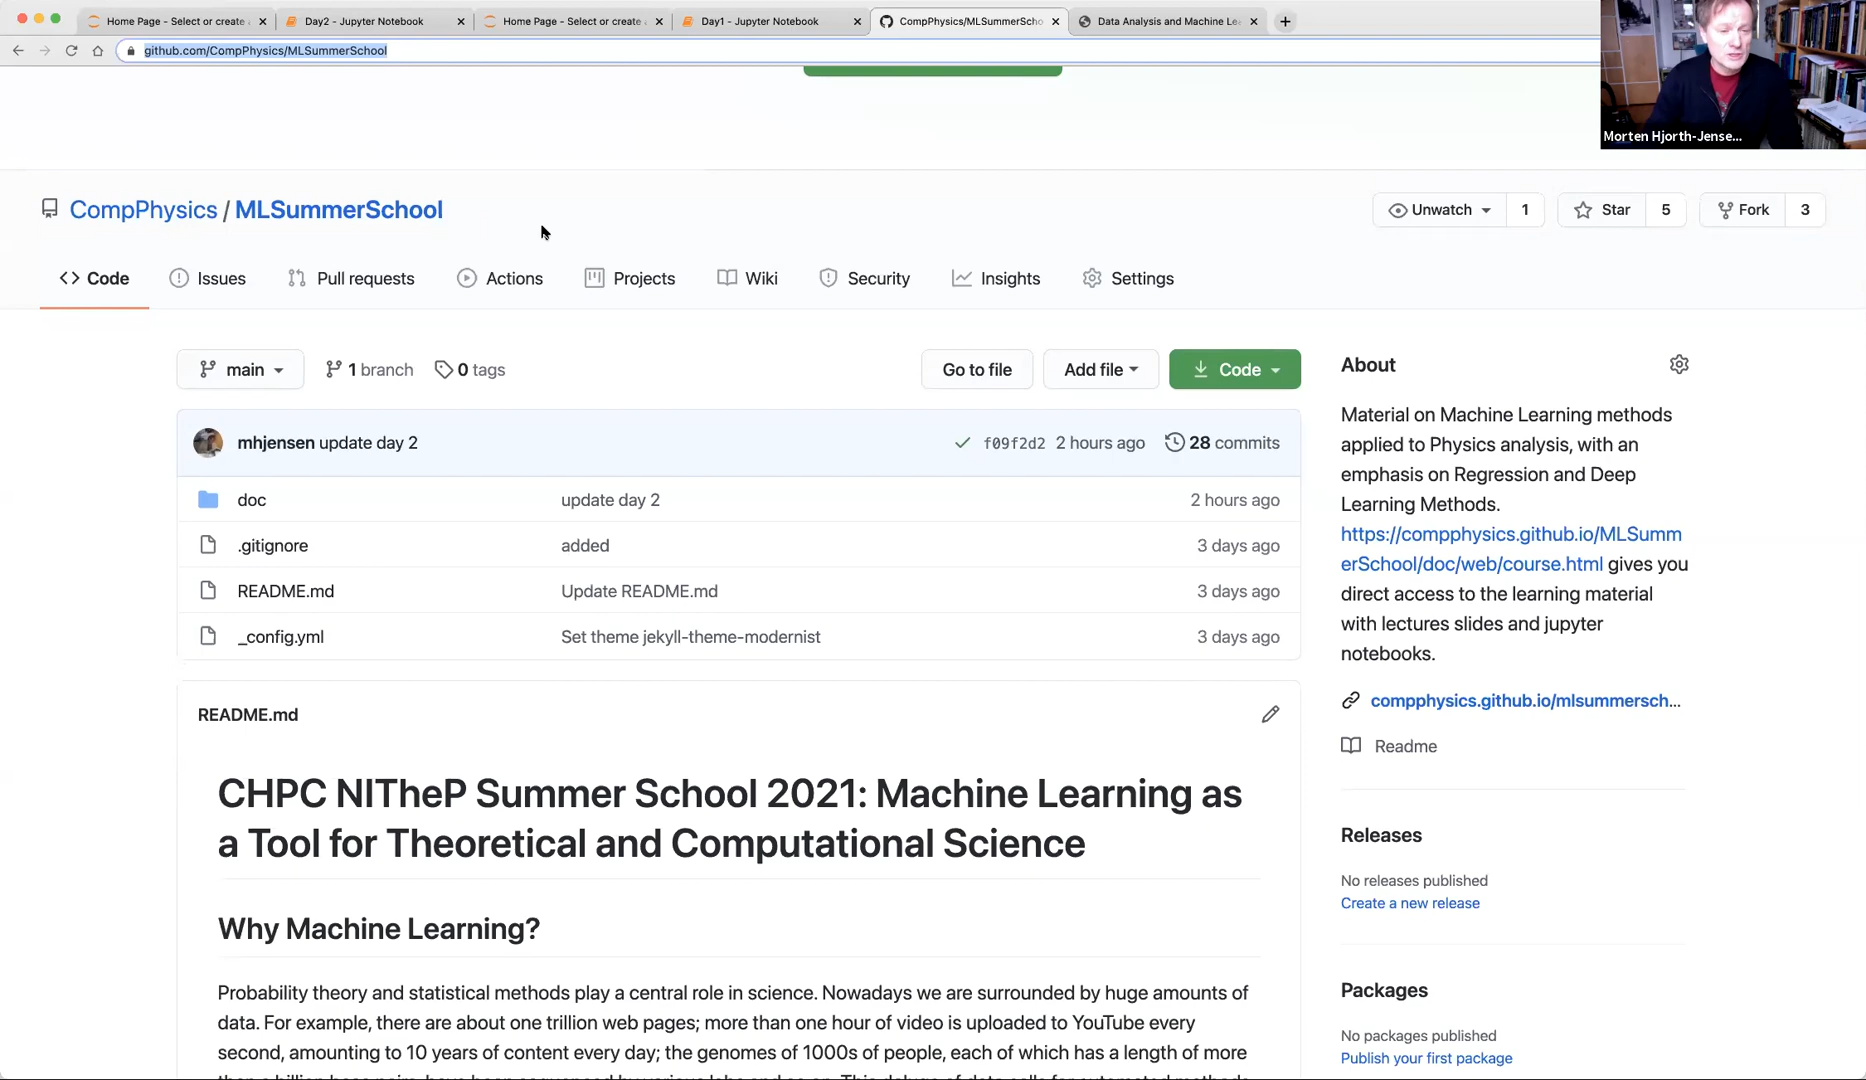 Home Page - Select or create a
Day2 - Jupyter Notebook
Home Page - Select or create a
Day1 - Jupyter Notebook
CompPhysics/MLSummerScho
Data Analysis and Machine Le
github.com/CompPhysics/MLSummerSchool
Morten Hjorth-Jense...
CompPhysics / MLSummerSchool
Unwatch 1
Star 5
Fork 3
Code
Issues
Pull requests
Actions
Projects
Wiki
Security
Insights
Settings
main
1 branch
0 tags
Go to file
Add file
Code
mhjensen update day 2
f09f2d2 2 hours ago
28 commits
doc update day 2 2 hours ago
.gitignore added 3 days ago
README.md Update README.md 3 days ago
_config.yml Set theme jekyll-theme-modernist 3 days ago
README.md
CHPC NITheP Summer School 2021: Machine Learning as
a Tool for Theoretical and Computational Science
Why Machine Learning?
Probability theory and statistical methods play a central role in science. Nowadays we are surrounded by huge amounts of
data. For example, there are about one trillion web pages; more than one hour of video is uploaded to YouTube every
second, amounting to 10 years of content every day; the genomes of 1000s of people, each of which has a length of more
About
Material on Machine Learning methods
applied to Physics analysis, with an
emphasis on Regression and Deep
Learning Methods.
https://compphysics.github.io/MLSumm
erSchool/doc/web/course.html gives you
direct access to the learning material
with lectures slides and jupyter
notebooks.
compphysics.github.io/mlsummersch...
Readme
Releases
No releases published
Create a new release
Packages
No packages published
Publish your first package